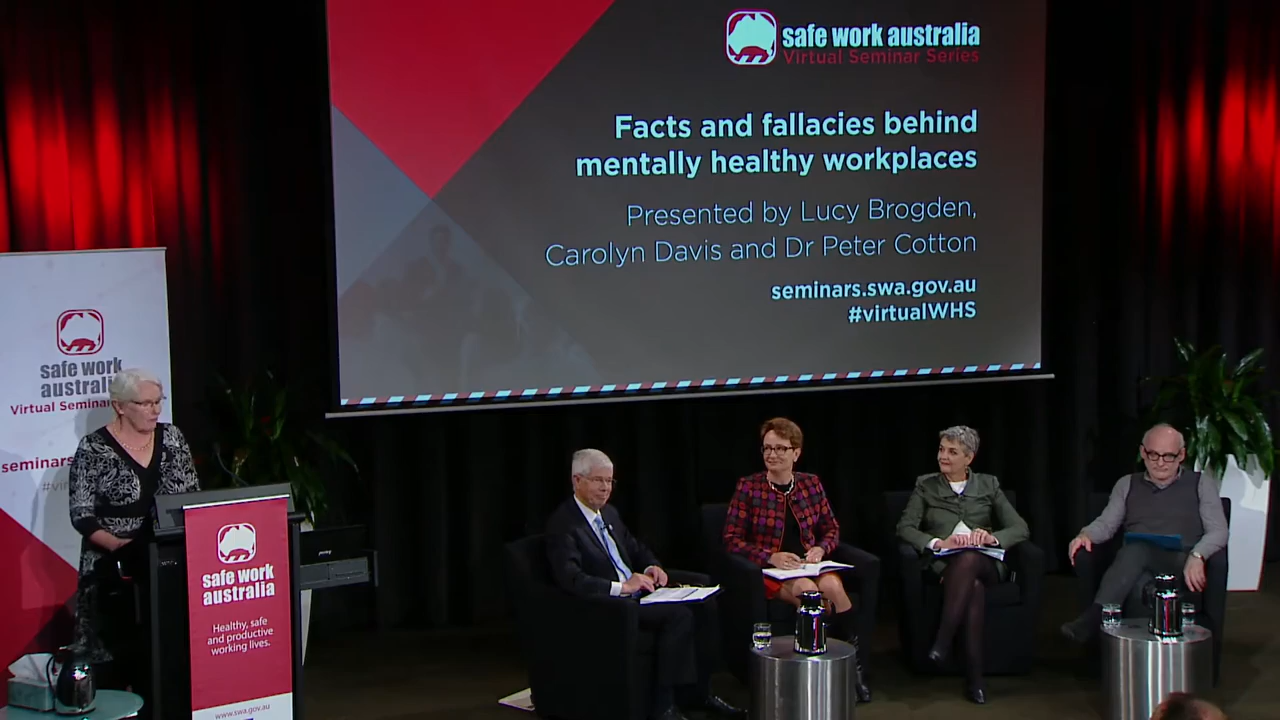 safe work australia
Virtual Seminar Series
Facts and fallacies behind
mentally healthy workplaces
Presented by Lucy Brogden,
Carolyn Davis and Dr Peter Cotton
seminars.swa.gov.au
#virtualWHS
safe work
Virtual
seminars
safe work
australia
Healthy, safe
and productive
working lives.
www.swa.gov.au